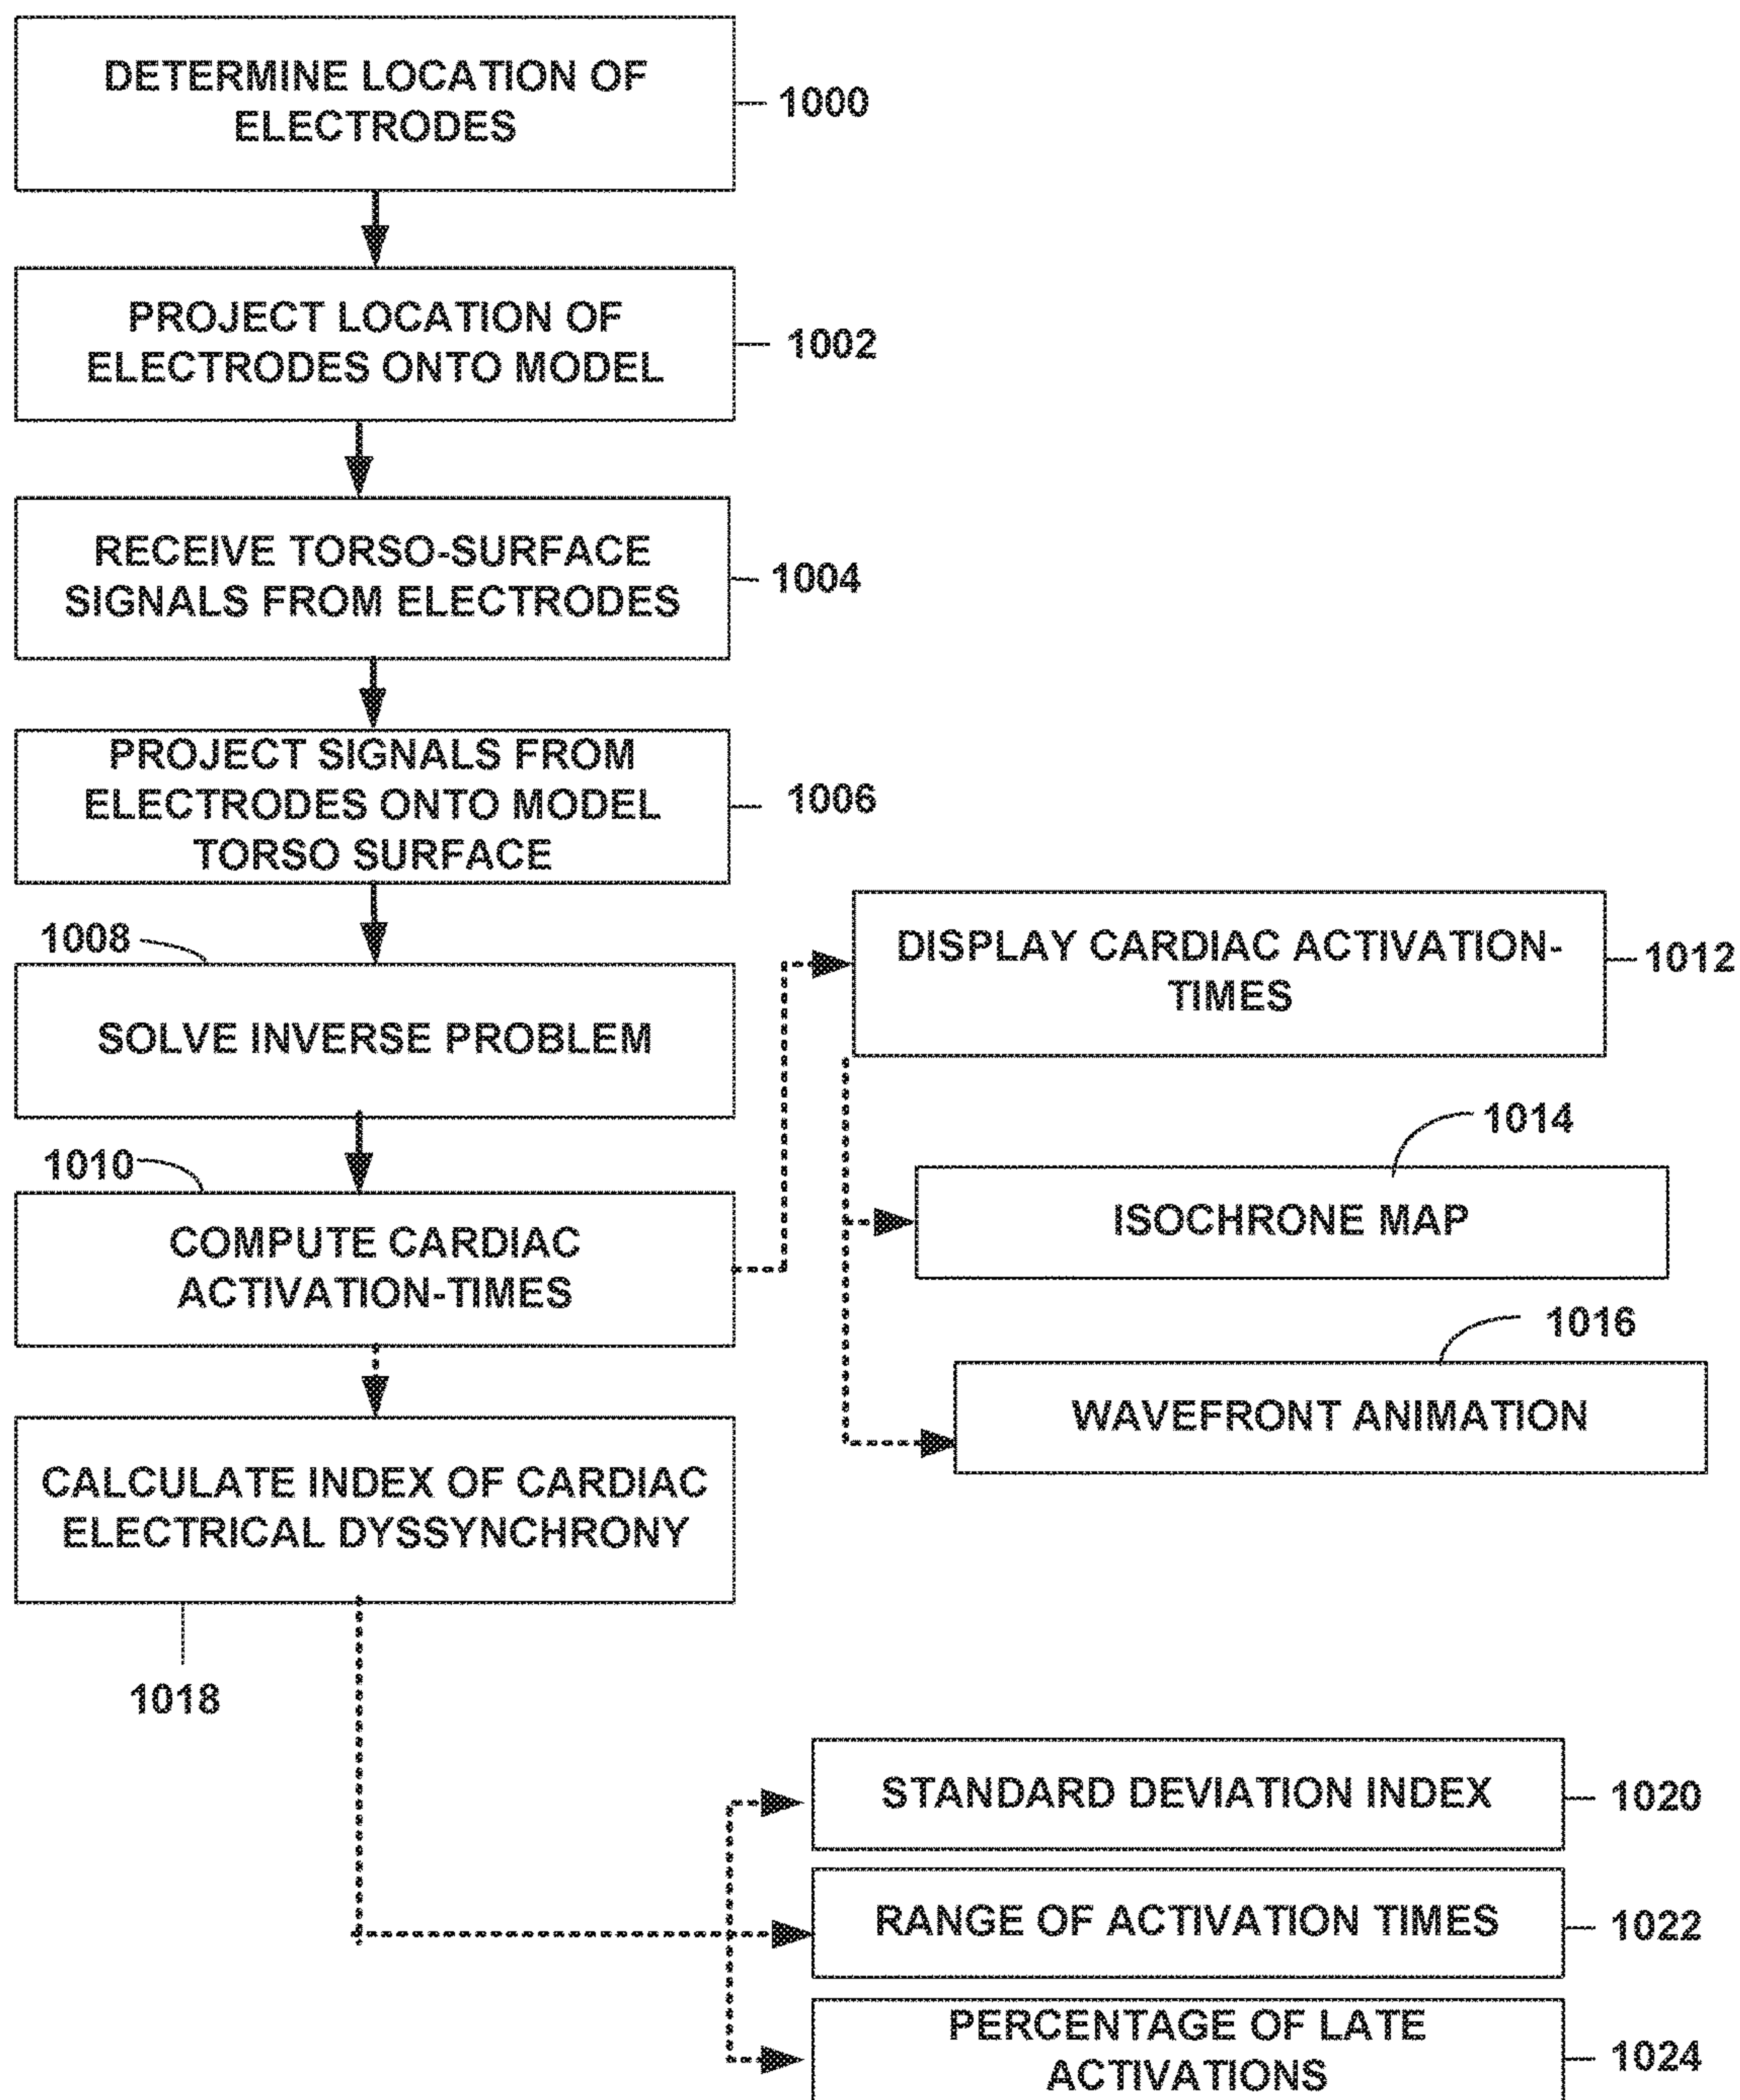 DETERMINE LOCATION OF
ELECTRODES
1000
PROJECT LOCATION OF
ELECTRODES ONTO MODEL
1002
RECEIVE TORSO-SURFACE
SIGNALS FROM ELECTRODES
1004
PROJECT SIGNALS FROM
ELECTRODES ONTO MODEL
TORSO SURFACE
1006
1008
SOLVE INVERSE PROBLEM
1010
COMPUTE CARDIAC
ACTIVATION-TIMES
DISPLAY CARDIAC ACTIVATION-
TIMES
1012
1014
ISOCHRONE MAP
1016
WAVEFRONT ANIMATION
CALCULATE INDEX OF CARDIAC
ELECTRICAL DYSSYNCHRONY
1018
STANDARD DEVIATION INDEX
1020
RANGE OF ACTIVATION TIMES
1022
PERCENTAGE OF LATE
ACTIVATIONS
1024